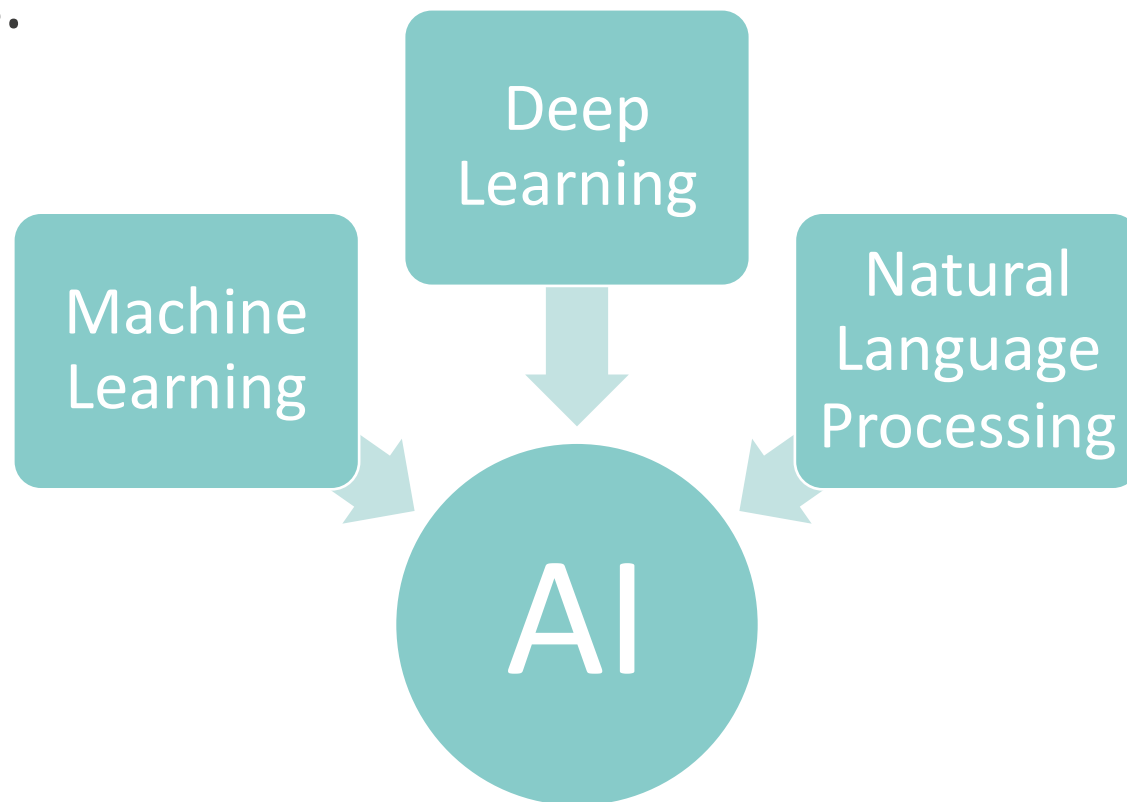 Deep
Learning
Machine
Learning
Natural
Language
Processing
AI